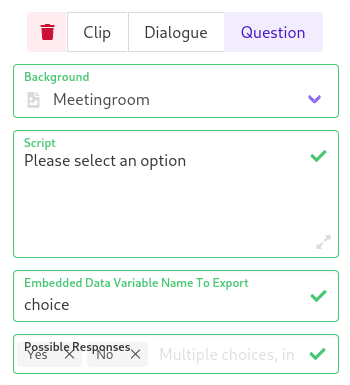 Clip Dialogue Question
Background
Meetingroom
Script
Please select an option
Embedded Data Variable Name To Export
choice
Possible Responses
Yes × No × Multiple choices, in